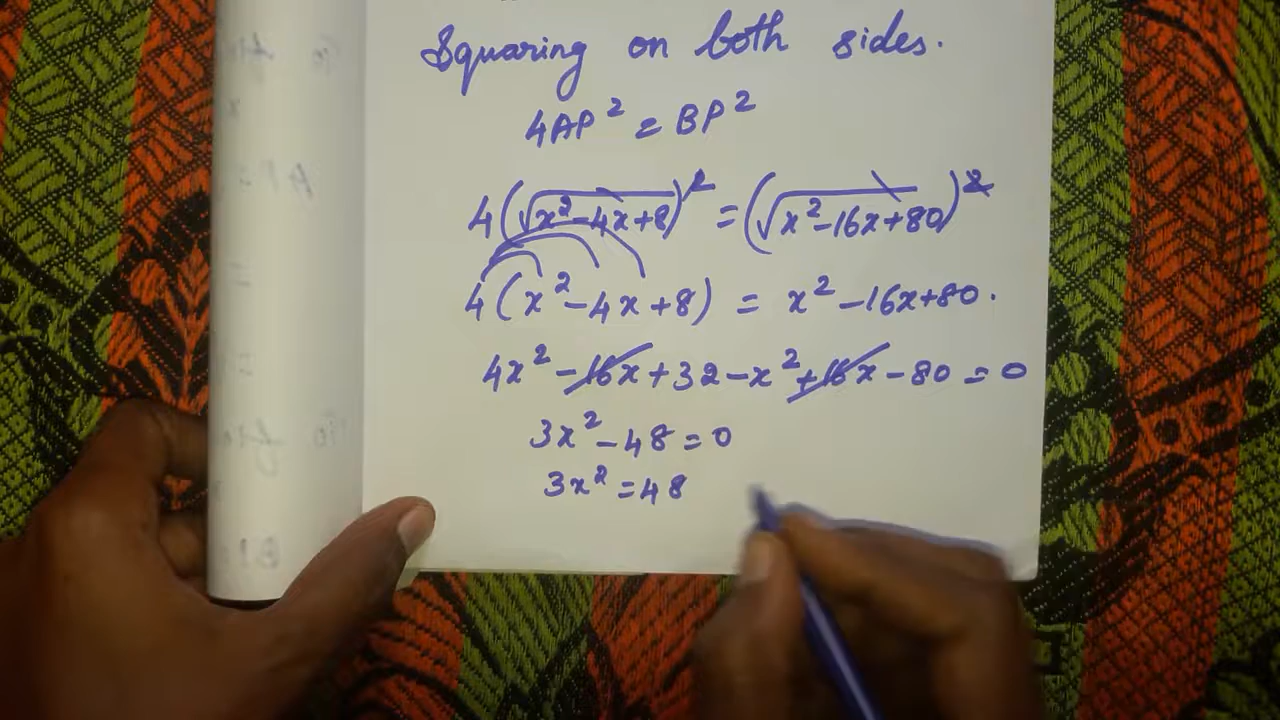 Squaring on both sides.
4AP² = BP²
4(√x²-4x+8)² = (√x²-16x+80)²
4(x²-4x+8) = x²-16x+80.
4x²-16x+32-x²+16x-80=0
3x²-48=0
3x²=48